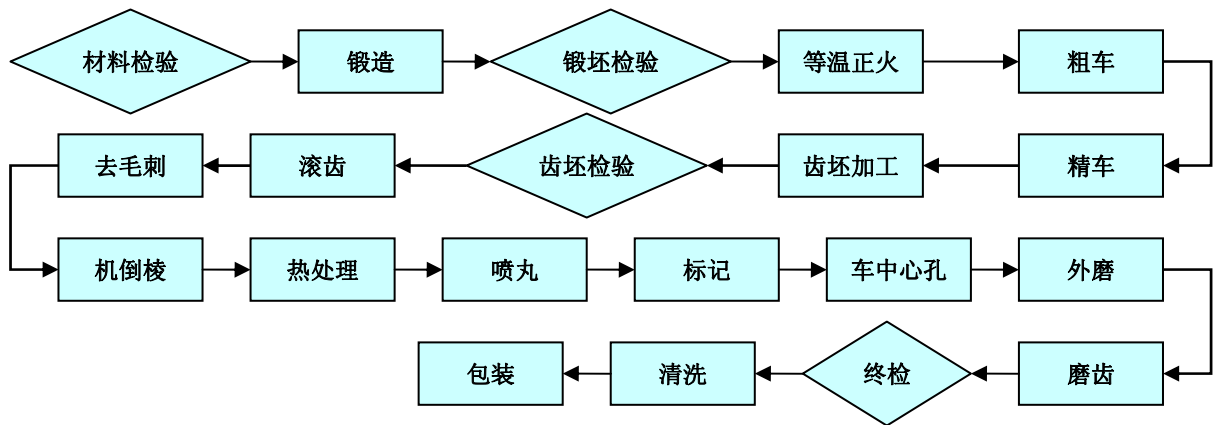 材料检验
锻造
锻坯检验
等温正火
粗车
精车
齿坯加工
齿坯检验
滚齿
去毛刺
机倒棱
热处理
喷丸
标记
车中心孔
外磨
磨齿
终检
清洗
包装